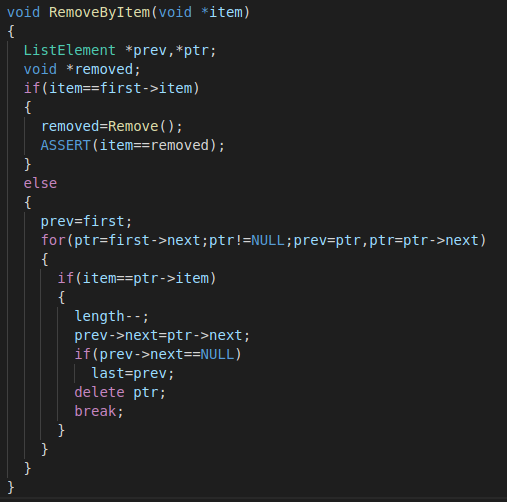 void RemoveByItem(void *item)
{
  ListElement *prev,*ptr;
  void *removed;
  if(item==first->item)
  {
    removed=Remove();
    ASSERT(item==removed);
  }
  else
  {
    prev=first;
    for(ptr=first->next;ptr!=NULL;prev=ptr,ptr=ptr->next)
    {
      if(item==ptr->item)
      {
        length--;
        prev->next=ptr->next;
        if(prev->next==NULL)
          last=prev;
        delete ptr;
        break;
      }
    }
  }
}